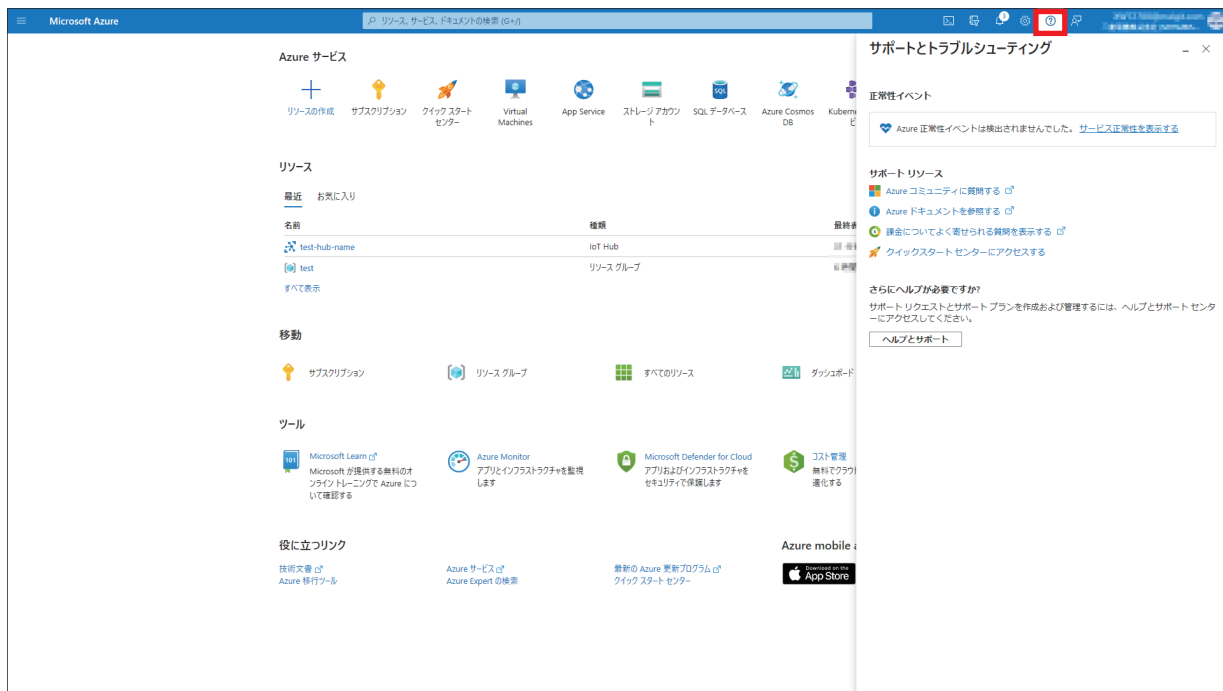 Microsoft Azure
リソース、サービス、ドキュメントの検索 (G+/)
Azure サービス
リソースの作成
サブスクリプション
クイック スタート
センター
Virtual
Machines
App Service
ストレージ アカウン
ト
SQL データベース
Azure Cosmos
DB
Kubern
ビ
リソース
最近
お気に入り
名前
種類
最終表
test-hub-name
IoT Hub
test
リソース グループ
すべて表示
移動
サブスクリプション
リソース グループ
すべてのリソース
ダッシュボード
ツール
Microsoft Learn
Microsoft が提供する無料のオ
ンライン トレーニングで Azure につ
いて確認する
Azure Monitor
アプリとインフラストラクチャを監視
します
Microsoft Defender for Cloud
アプリおよびインフラストラクチャを
セキュリティで保護します
コスト管理
無料でクラウド
適化する
役に立つリンク
技術文書
Azure 移行ツール
Azure サービス
Azure Expert の検索
最新の Azure 更新プログラム
クイック スタート センター
Azure mobile a
Download on the
App Store
サポートとトラブルシューティング
正常性イベント
Azure 正常性イベントは検出されませんでした。 サービス正常性を表示する
サポート リソース
Azure コミュニティに質問する
Azure ドキュメントを参照する
課金についてよく寄せられる質問を表示する
クイックスタート センターにアクセスする
さらにヘルプが必要ですか?
サポート リクエストとサポート プランを作成および管理するには、ヘルプとサポート センタ
ーにアクセスしてください。
ヘルプとサポート